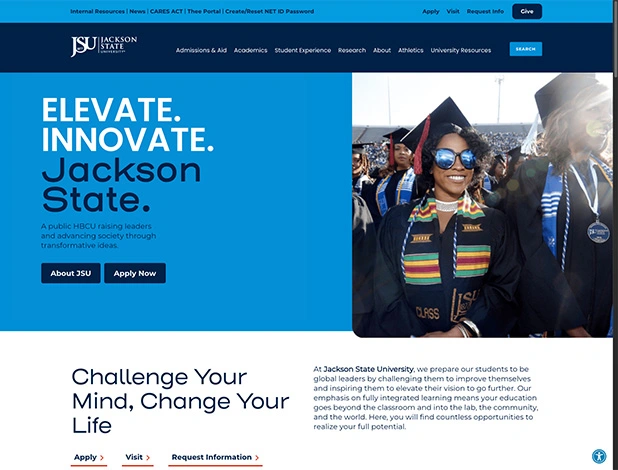 Internal Resources | News | CARES ACT | Thee Portal | Create/Reset NET ID Password
Apply Visit Request Info Give
JSU JACKSON
STATE
UNIVERSITY
Admissions & Aid Academics Student Experience Research About Athletics University Resources SEARCH
ELEVATE.
INNOVATE.
Jackson
State.
A public HBCU raising leaders
and advancing society through
transformative ideas.
About JSU Apply Now
CLASS
JSU
Challenge Your
Mind, Change Your
Life
Apply Visit Request Information
At Jackson State University, we prepare our students to be
global leaders by challenging them to improve themselves
and inspiring them to elevate their vision to go further. Our
emphasis on fully integrated learning means your education
goes beyond the classroom and into the lab, the community,
and the world. Here, you will find countless opportunities to
realize your full potential.